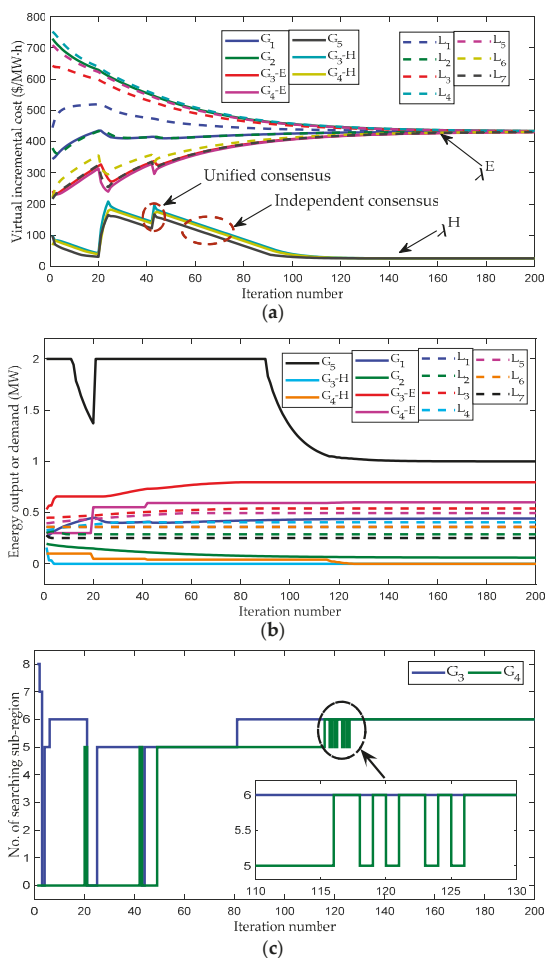 800
700
600
500
400
300
200
100
0
Virtual incremental cost ($/MW·h)
G1
G2
G3-E
G4-E
G5
G3-H
G4-H
L1
L2
L3
L4
L5
L6
L7
Unified consensus
Independent consensus
λE
λH
0 20 40 60 80 100 120 140 160 180 200
Iteration number
(a)
2
1.5
1
0.5
0
Energy output or demand (MW)
G5
G3-H
G4-H
G1
G2
G3-E
G4-E
L1
L2
L3
L4
L5
L6
L7
0 20 40 60 80 100 120 140 160 180 200
Iteration number
(b)
8
7
6
5
4
3
2
1
0
No. of searching sub-region
G3 G4
6
5.5
5
110 115 120 125 130
0 20 40 60 80 100 120 140 160 180 200
Iteration number
(c)